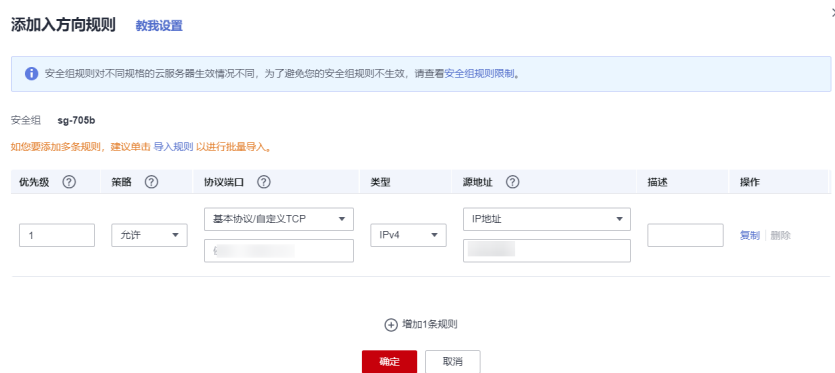 添加入方向规则 教我设置
安全组规则对不同规格的云服务器生效情况不同，为了避免您的安全组规则不生效，请查看安全组规则限制。
安全组 sg-705b
如您要添加多条规则，建议单击 导入规则 以进行批量导入。
优先级 策略 协议端口 类型 源地址 描述 操作
基本协议/自定义TCP IP地址
1 允许 IPv4 复制 删除
增加1条规则
确定 取消